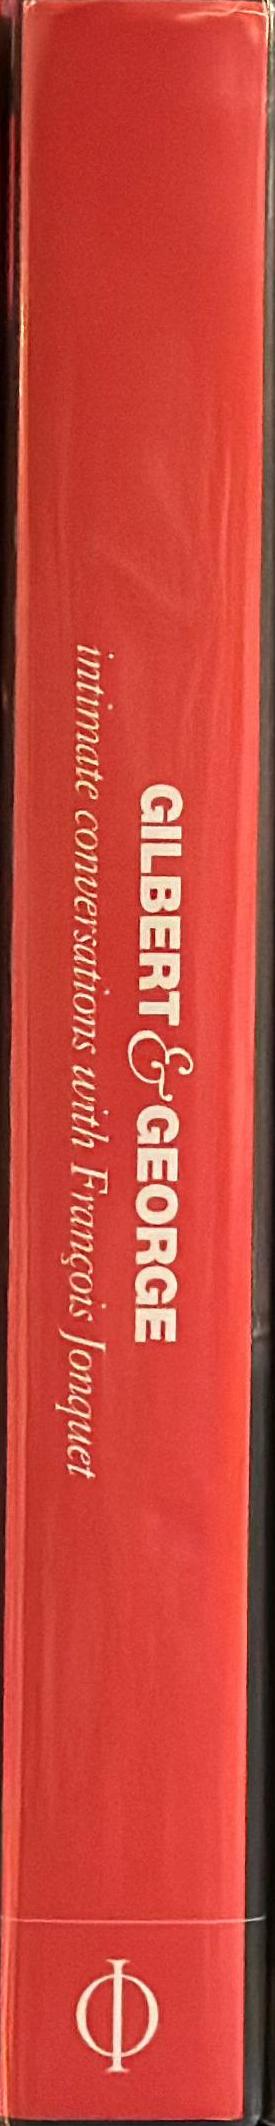 GILBERT & GEORGE
intimate conversations with François Jonquet
Φ